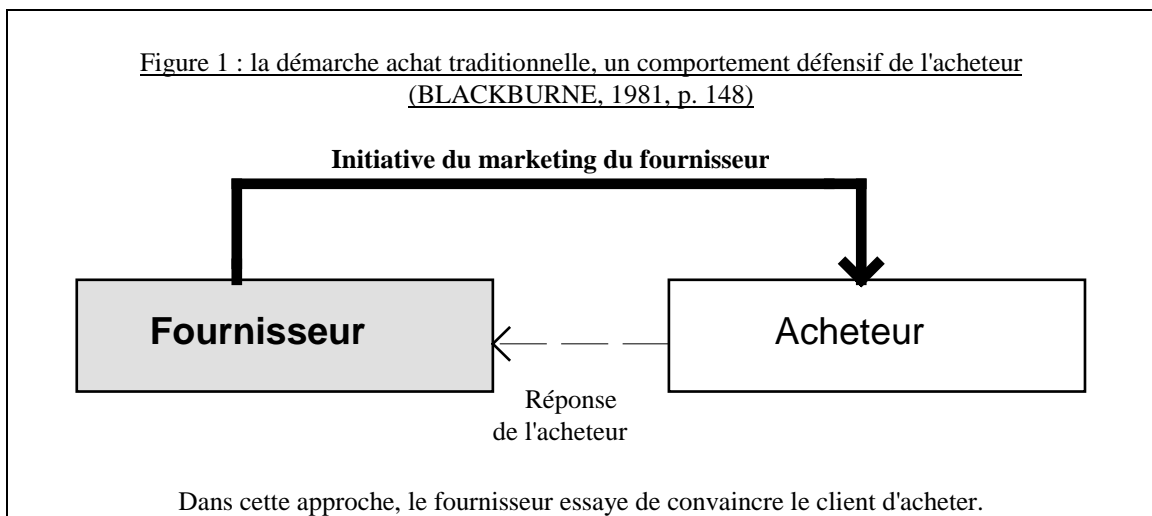 Figure 1 : la démarche achat traditionnelle, un comportement défensif de l'acheteur
(BLACKBURNE, 1981, p. 148)
Initiative du marketing du fournisseur
Fournisseur
Acheteur
Réponse
de l'acheteur
Dans cette approche, le fournisseur essaye de convaincre le client d'acheter.